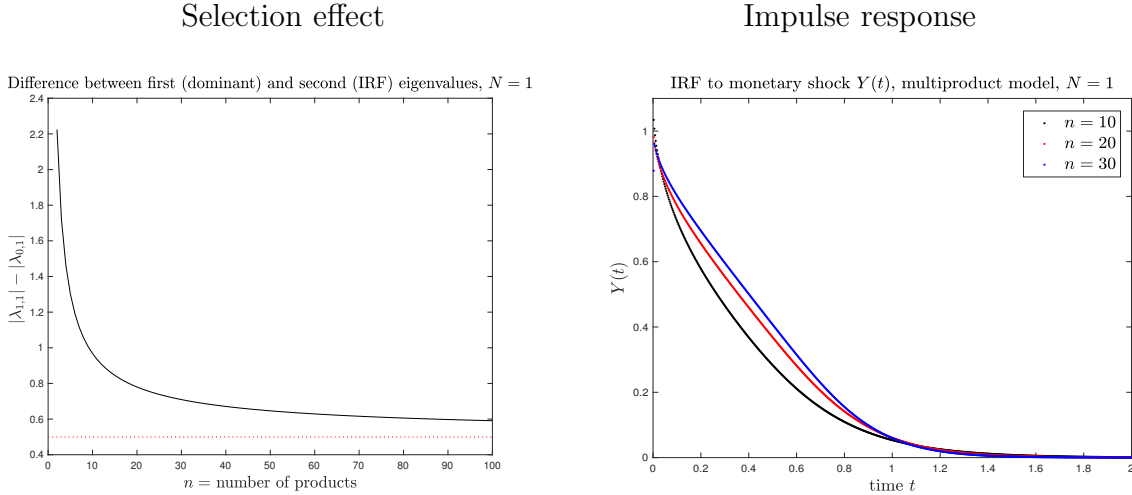 Selection effect
Difference between first (dominant) and second (IRF) eigenvalues, N = 1
2.4
2.2
2
1.8
1.6
1.4
1.2
1
0.8
0.6
0.4
|λ1,1| − |λ0,1|
0 10 20 30 40 50 60 70 80 90 100
n = number of products
Impulse response
IRF to monetary shock Y(t), multiproduct model, N = 1
n = 10
n = 20
n = 30
1
0.8
0.6
0.4
0.2
0
Y(t)
0 0.2 0.4 0.6 0.8 1 1.2 1.4 1.6 1.8 2
time t